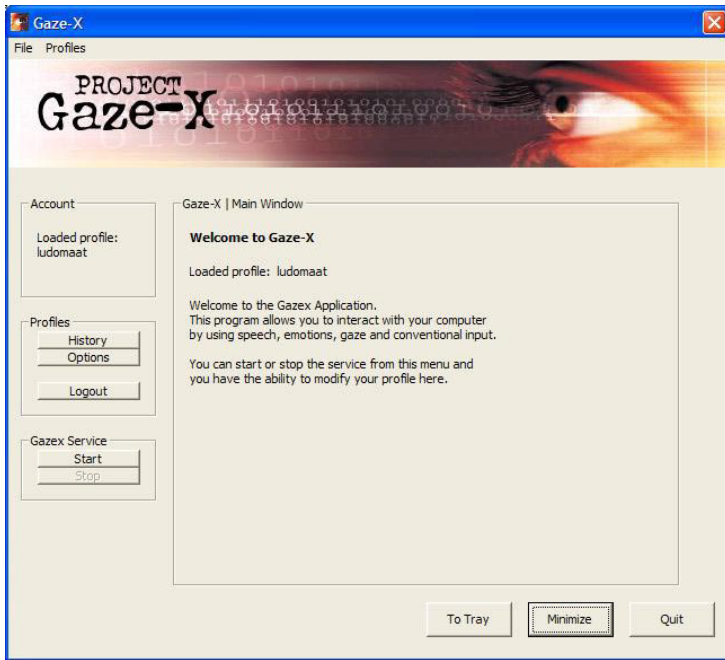 Gaze-X
File Profiles
PROJECT
Gaze-X
Account
Loaded profile:
ludomaat
Profiles
History
Options
Logout
Gazex Service
Start
Stop
Gaze-X | Main Window
Welcome to Gaze-X
Loaded profile: ludomaat
Welcome to the Gazex Application.
This program allows you to interact with your computer
by using speech, emotions, gaze and conventional input.
You can start or stop the service from this menu and
you have the ability to modify your profile here.
To Tray Minimize Quit